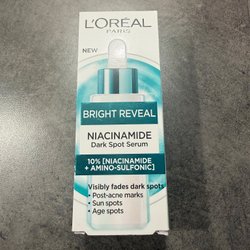 L'ORÉAL
PARIS
NEW
BRIGHT REVEAL
NIACINAMIDE
Dark Spot Serum
10% [NIACINAMIDE
+ AMINO-SULFONIC]
Visibly fades dark spots
• Post-acne marks
• Sun spots
• Age spots